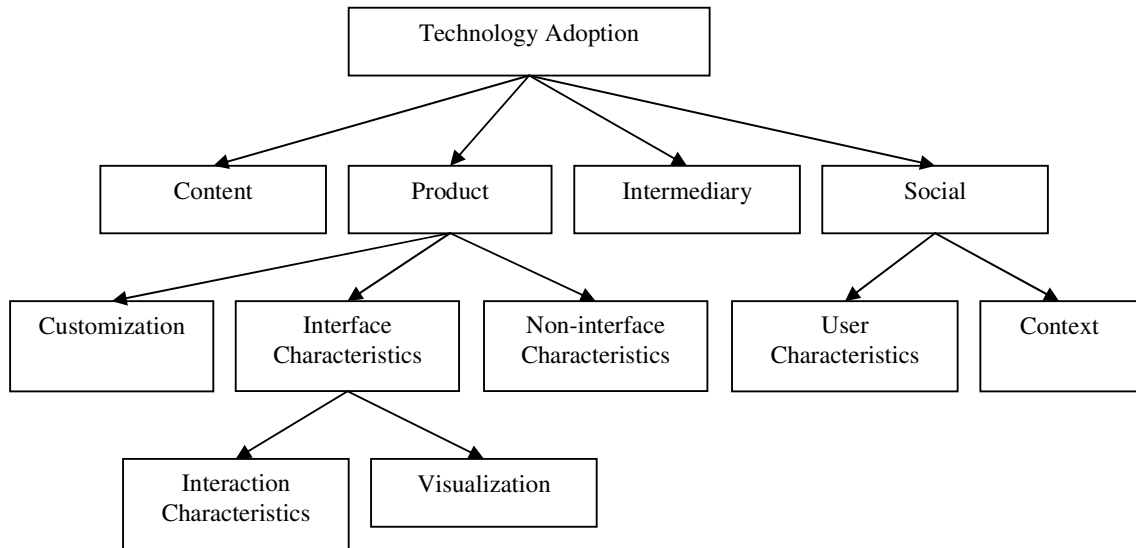 Technology Adoption
Content
Product
Intermediary
Social
Customization
Interface
Characteristics
Non-interface
Characteristics
User
Characteristics
Context
Interaction
Characteristics
Visualization